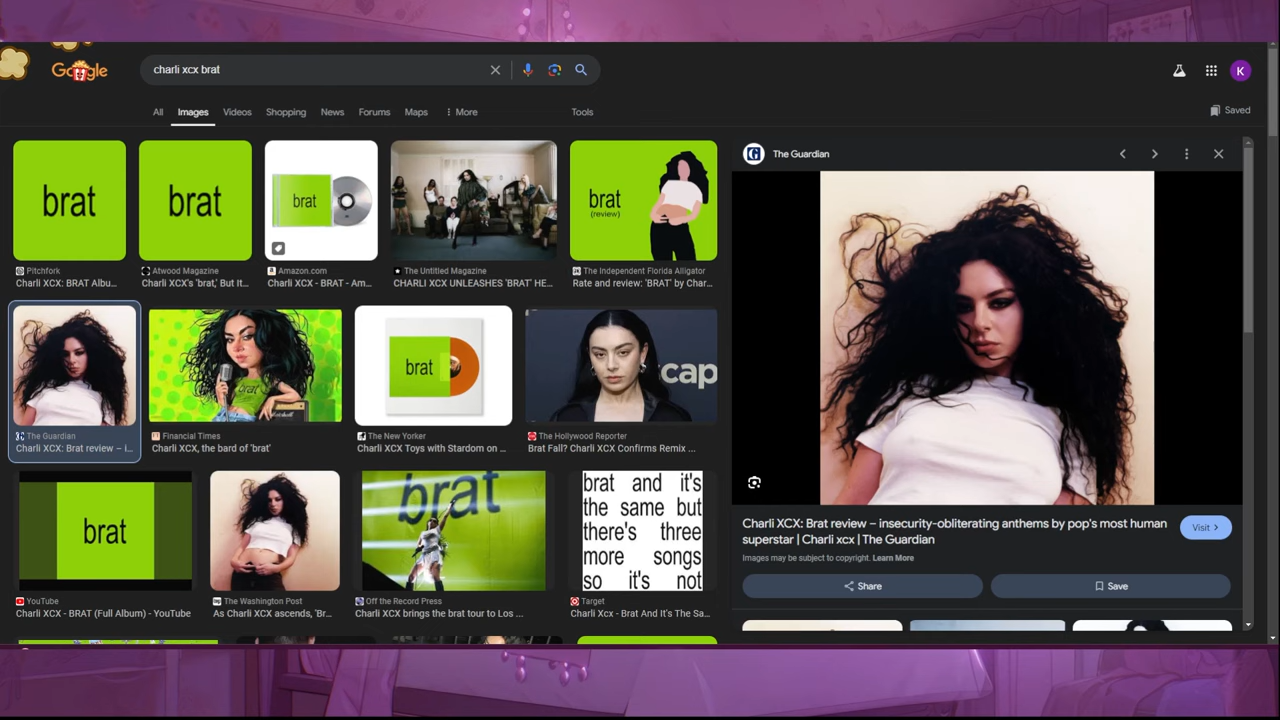 Google
charli xcx brat
K
All Images Videos Shopping News Forums Maps More Tools
Saved
brat
brat
brat
brat
(review)
Pitchfork
Charli XCX: BRAT Albu...
Atwood Magazine
Charli XCX's 'brat,' But It...
Amazon.com
Charli XCX - BRAT - Am...
The Untitled Magazine
CHARLI XCX UNLEASHES 'BRAT' HE...
The Independent Florida Alligator
Rate and review: 'BRAT' by Char...
The Guardian
Charli XCX: Brat review – i...
Financial Times
Charli XCX, the bard of 'brat'
brat
The New Yorker
Charli XCX Toys with Stardom on ...
cap
The Hollywood Reporter
Brat Fall? Charli XCX Confirms Remix ...
brat
YouTube
Charli XCX - BRAT (Full Album) - YouTube
The Washington Post
As Charli XCX ascends, 'Br...
brat
Off the Record Press
Charli XCX brings the brat tour to Los ...
brat and it's
the same but
there's three
more songs
so it's not
Target
Charli Xcx - Brat And It's The Sa...
G
The Guardian
Charli XCX: Brat review – insecurity-obliterating anthems by pop's most human
superstar | Charli xcx | The Guardian
Visit
Images may be subject to copyright. Learn More
Share
Save